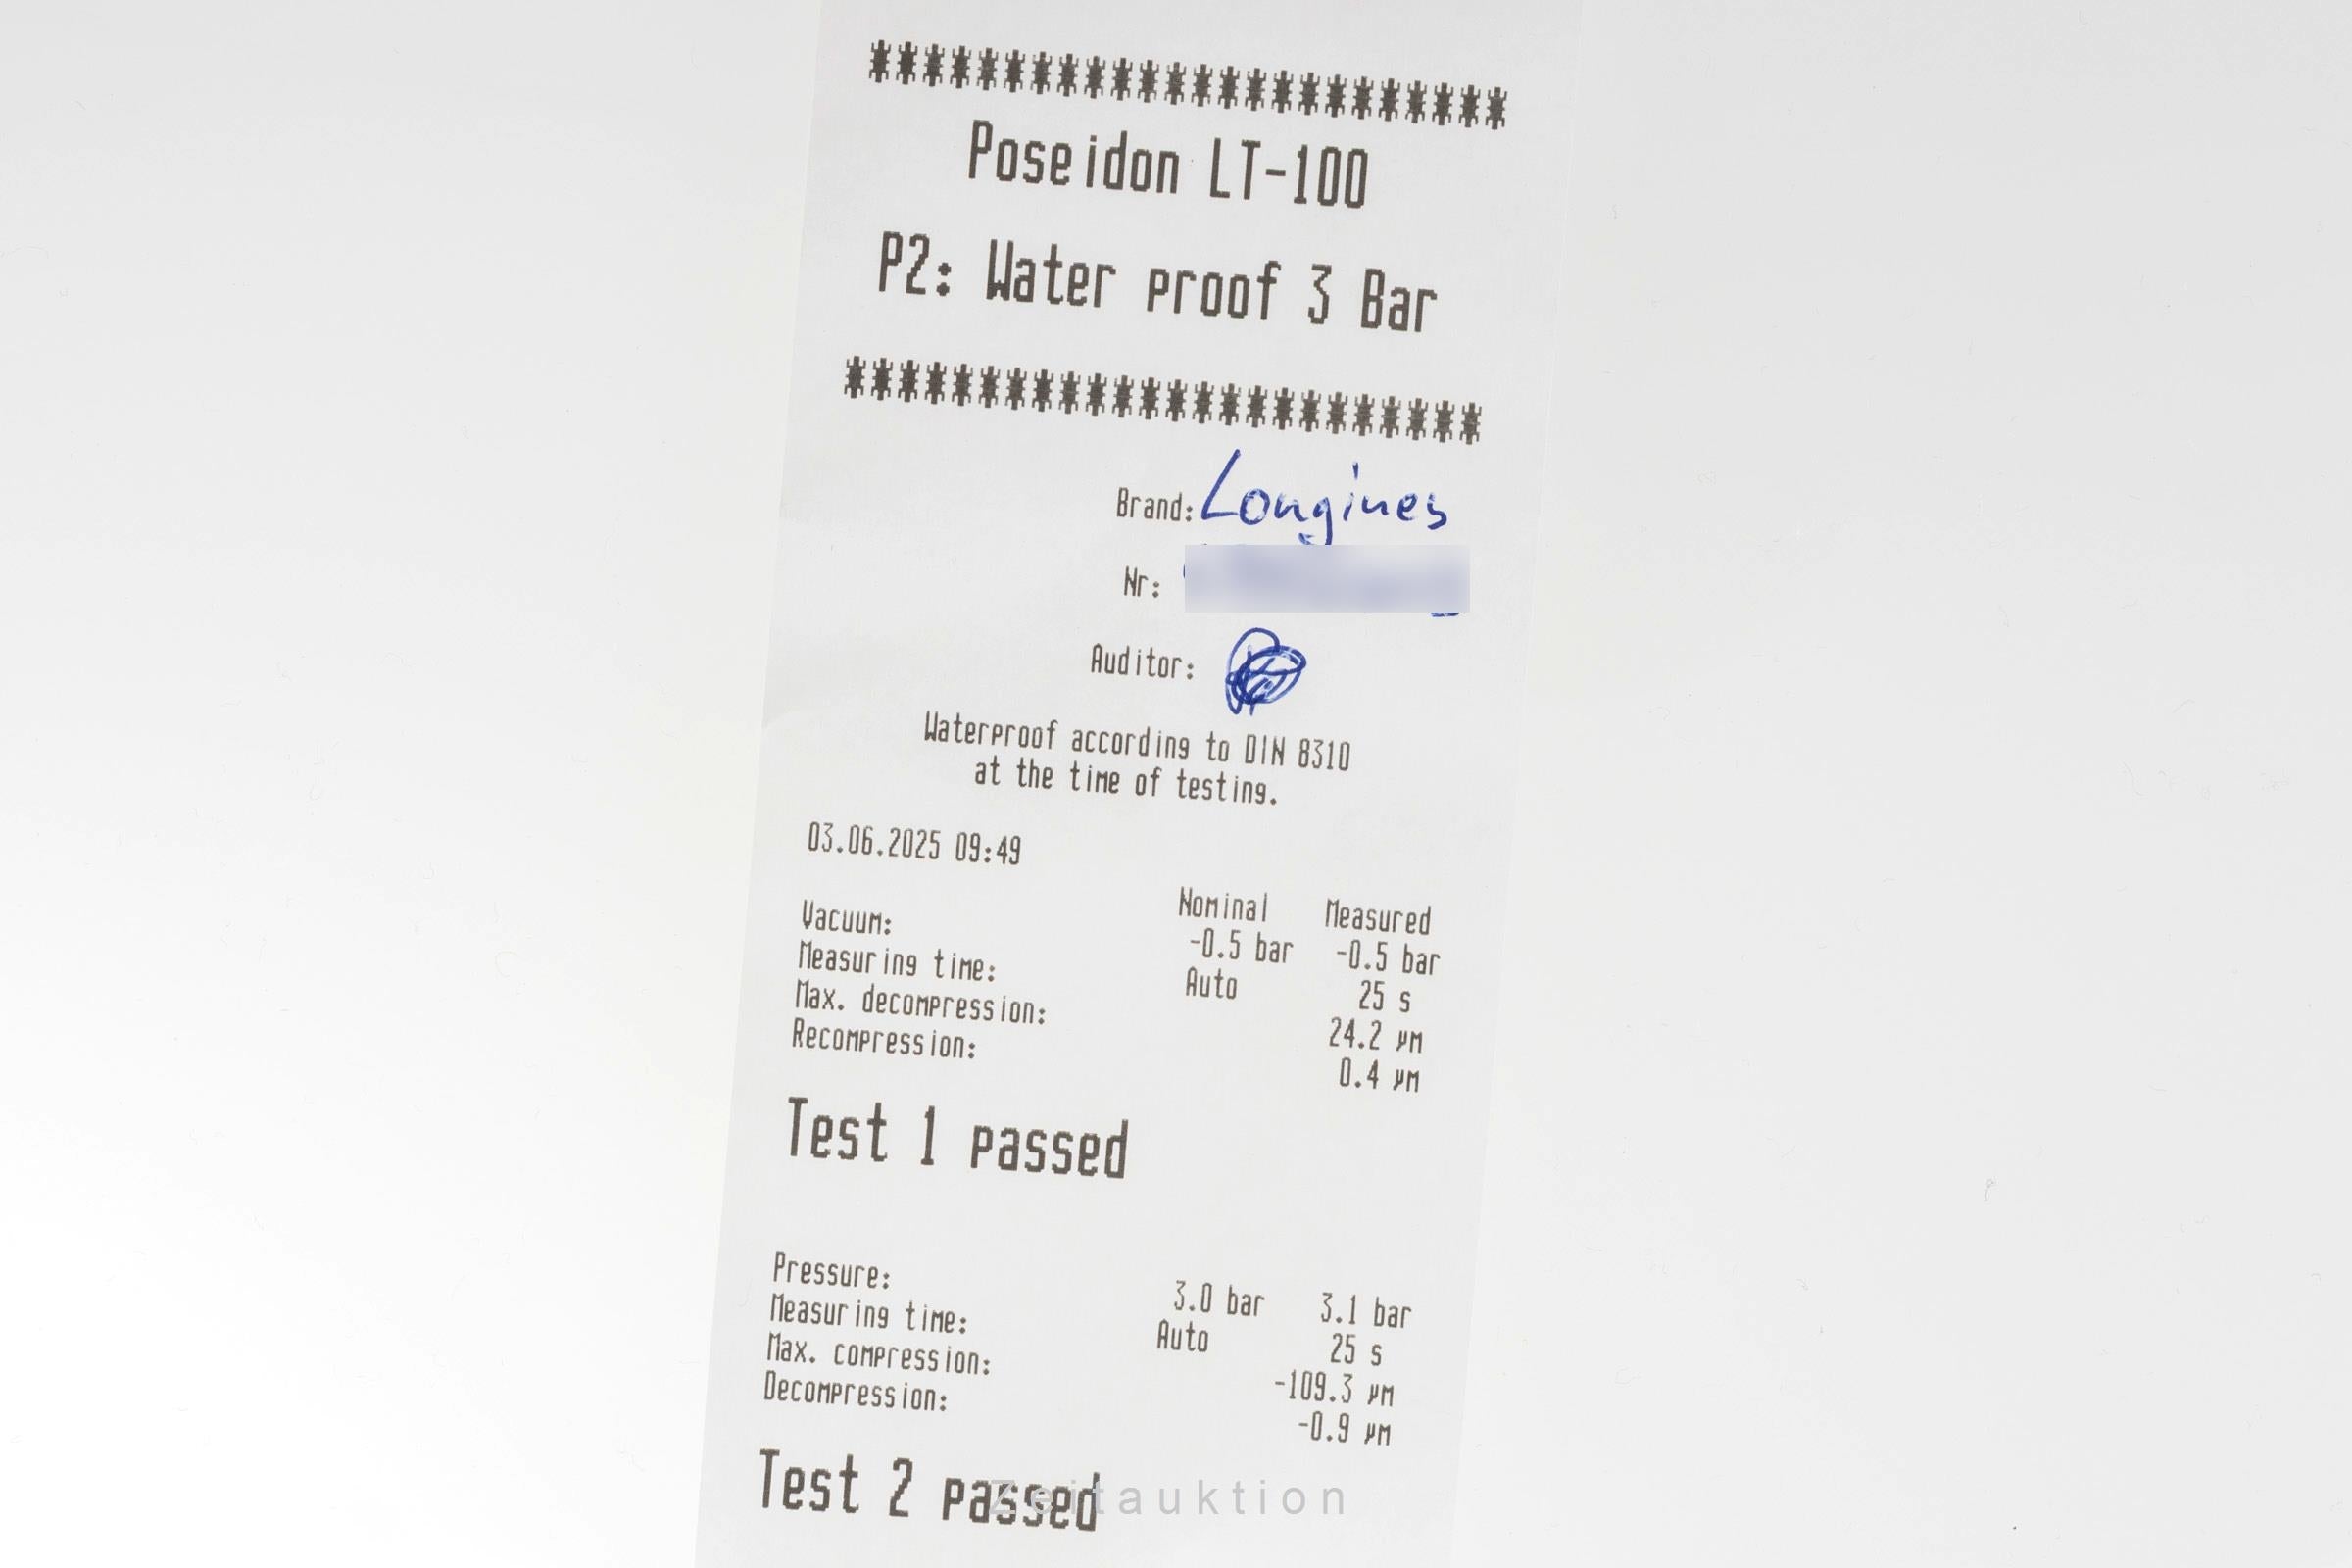 ************************
Poseidon LT-100
P2: Water proof 3 Bar
************************
Brand: Longines
Nr:
Auditor:
Waterproof according to DIN 8310
at the time of testing.
03.06.2025 09:49
Nominal Measured
Vacuum: -0.5 bar -0.5 bar
Measuring time: Auto 25 s
Max. decompression: 24.2 µm
Recompression: 0.4 µm
Test 1 passed
Pressure: 3.0 bar 3.1 bar
Measuring time: Auto 25 s
Max. compression: -109.3 µm
Decompression: -0.9 µm
Test 2 passed
Zeitauktion